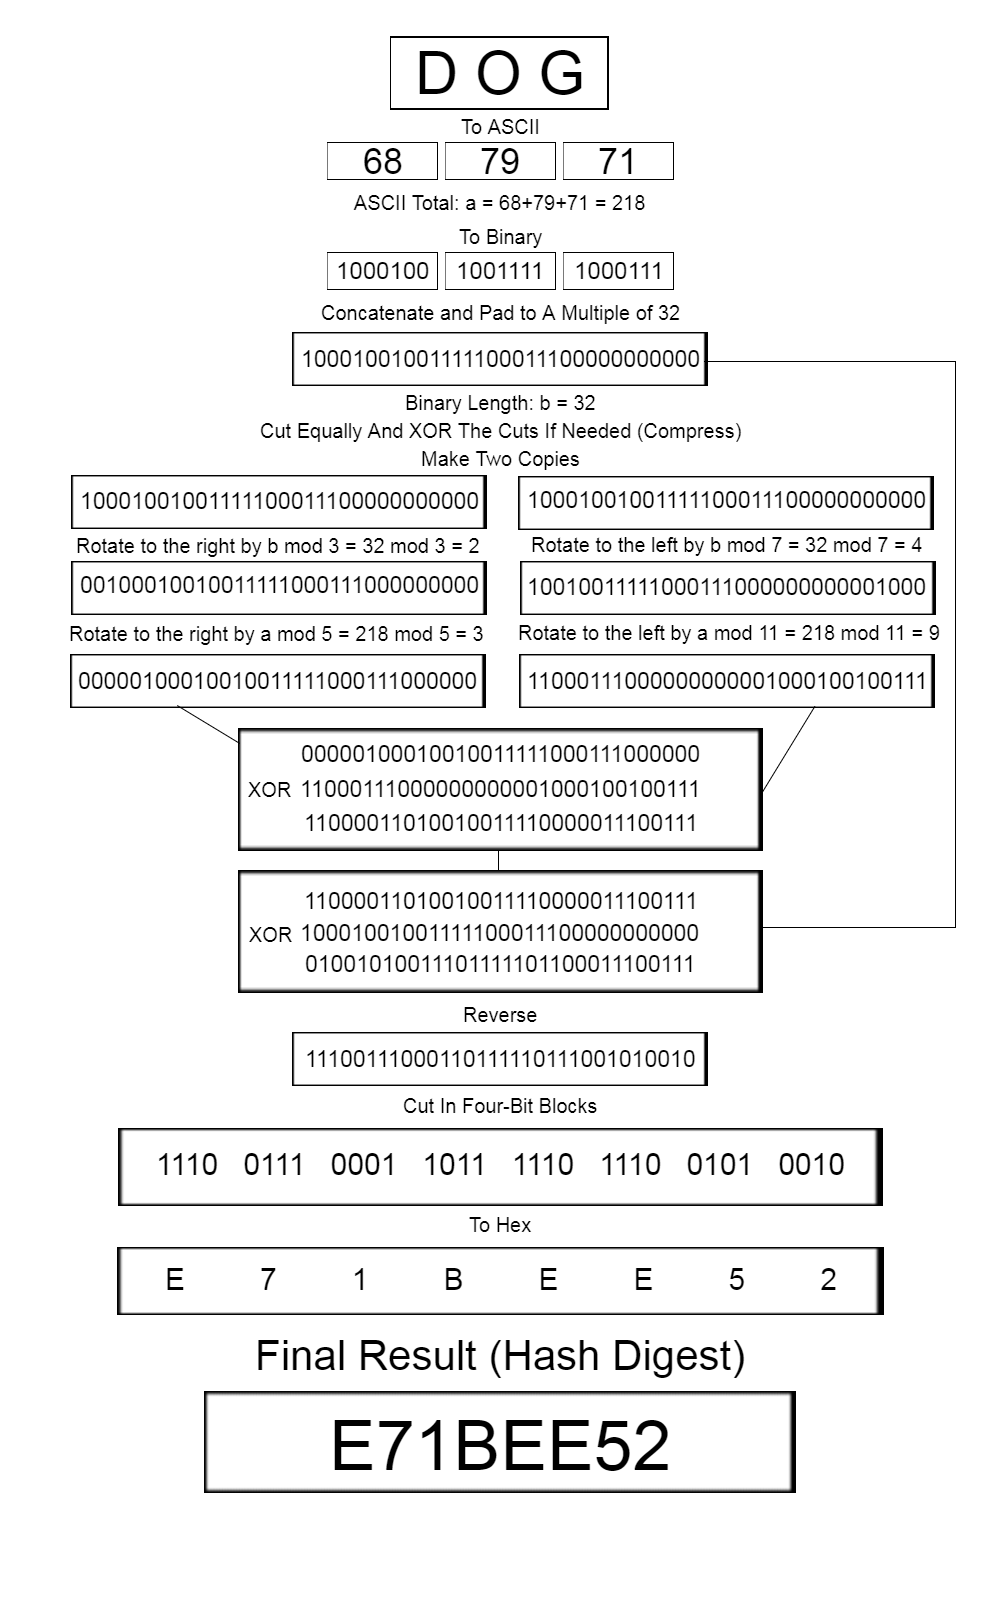 D O G
To ASCII
68 79 71
ASCII Total: a = 68+79+71 = 218
To Binary
1000100 1001111 1000111
Concatenate and Pad to A Multiple of 32
10001001001111100011100000000000
Binary Length: b = 32
Cut Equally And XOR The Cuts If Needed (Compress)
Make Two Copies
10001001001111100011100000000000 10001001001111100011100000000000
Rotate to the right by b mod 3 = 32 mod 3 = 2 Rotate to the left by b mod 7 = 32 mod 7 = 4
00100010010011111000111000000000 10010011111000111000000000001000
Rotate to the right by a mod 5 = 218 mod 5 = 3 Rotate to the left by a mod 11 = 218 mod 11 = 9
00000100010010011111000111000000 11000111000000000001000100100111
00000100010010011111000111000000
XOR 11000111000000000001000100100111
11000011010010011110000011100111
11000011010010011110000011100111
XOR 10001001001111100011100000000000
01001010011101111101100011100111
Reverse
11100111000110111110111001010010
Cut In Four-Bit Blocks
1110 0111 0001 1011 1110 1110 0101 0010
To Hex
E 7 1 B E E 5 2
Final Result (Hash Digest)
E71BEE52